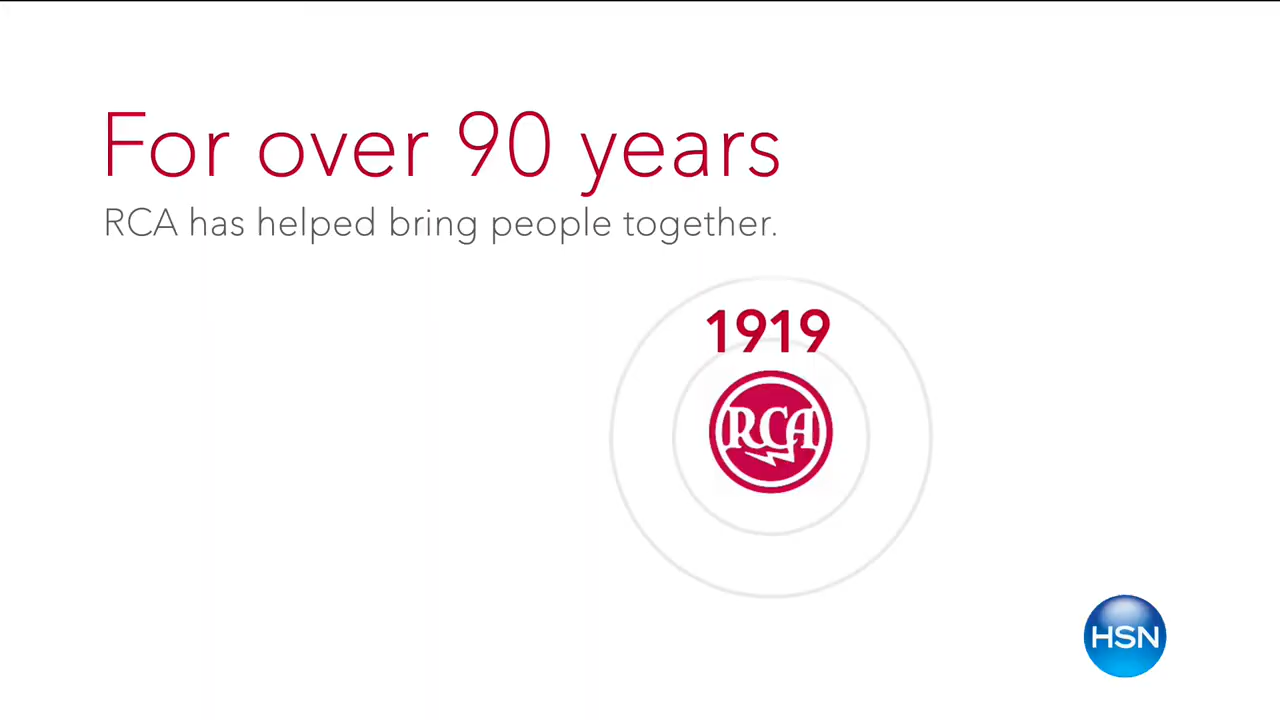 For over 90 years
RCA has helped bring people together.
1919
RCA
HSN